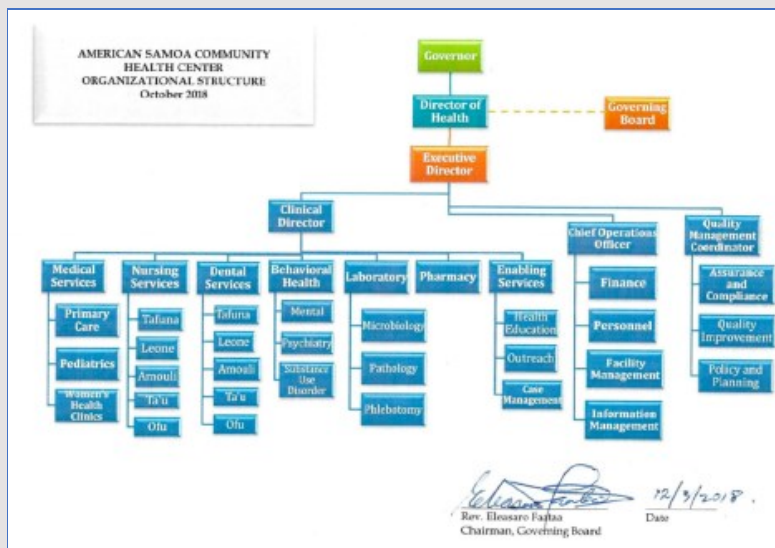 AMERICAN SAMOA COMMUNITY
HEALTH CENTER
ORGANIZATIONAL STRUCTURE
October 2018
Governor
Director of
Health
Governing
Board
Executive
Director
Clinical
Director
Chief Operations
Officer
Quality
Management
Coordinator
Medical
Services
Nursing
Services
Dental
Services
Behavioral
Health
Laboratory
Pharmacy
Enabling
Services
Primary
Care
Pediatrics
Women's
Health
Clinics
Tafuna
Leone
Amouli
Ta'u
Ofu
Tafuna
Leone
Amouli
Ta'u
Ofu
Mental
Psychiatry
Substance
Use
Disorder
Microbiology
Pathology
Phlebotomy
Health
Education
Outreach
Case
Management
Finance
Personnel
Facility
Management
Information
Management
Assurance
and
Compliance
Quality
Improvement
Policy and
Planning
12/3/2018.
Rev. Eleasaro Faataa
Date
Chairman, Governing Board